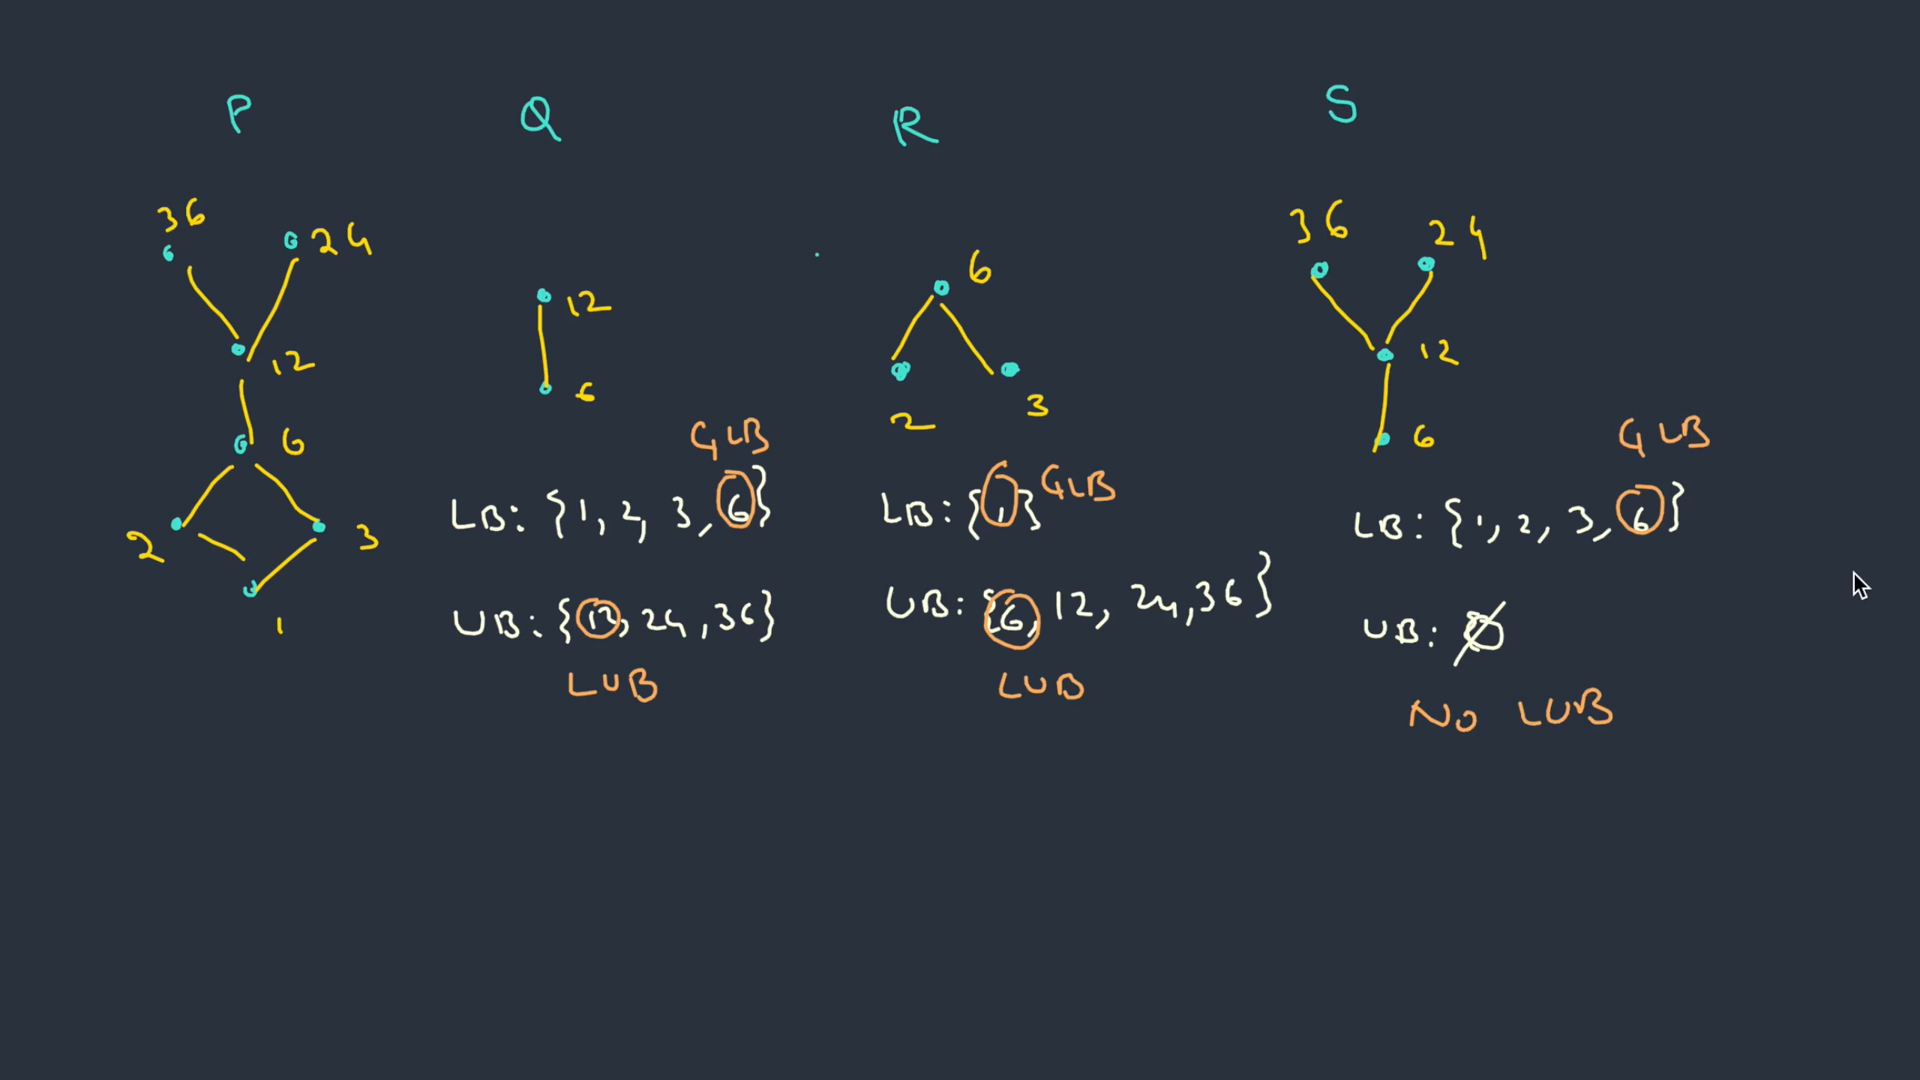 P Q R S
36 24
12
6
2 3
1
12
6
GLB
LB: {1, 2, 3, 6}
UB: {12, 24, 36}
LUB
6
2 3
LB: {1} GLB
UB: {6, 12, 24, 36}
LUB
36 24
12
6
GLB
LB: {1, 2, 3, 6}
UB: Ø
NO LUB